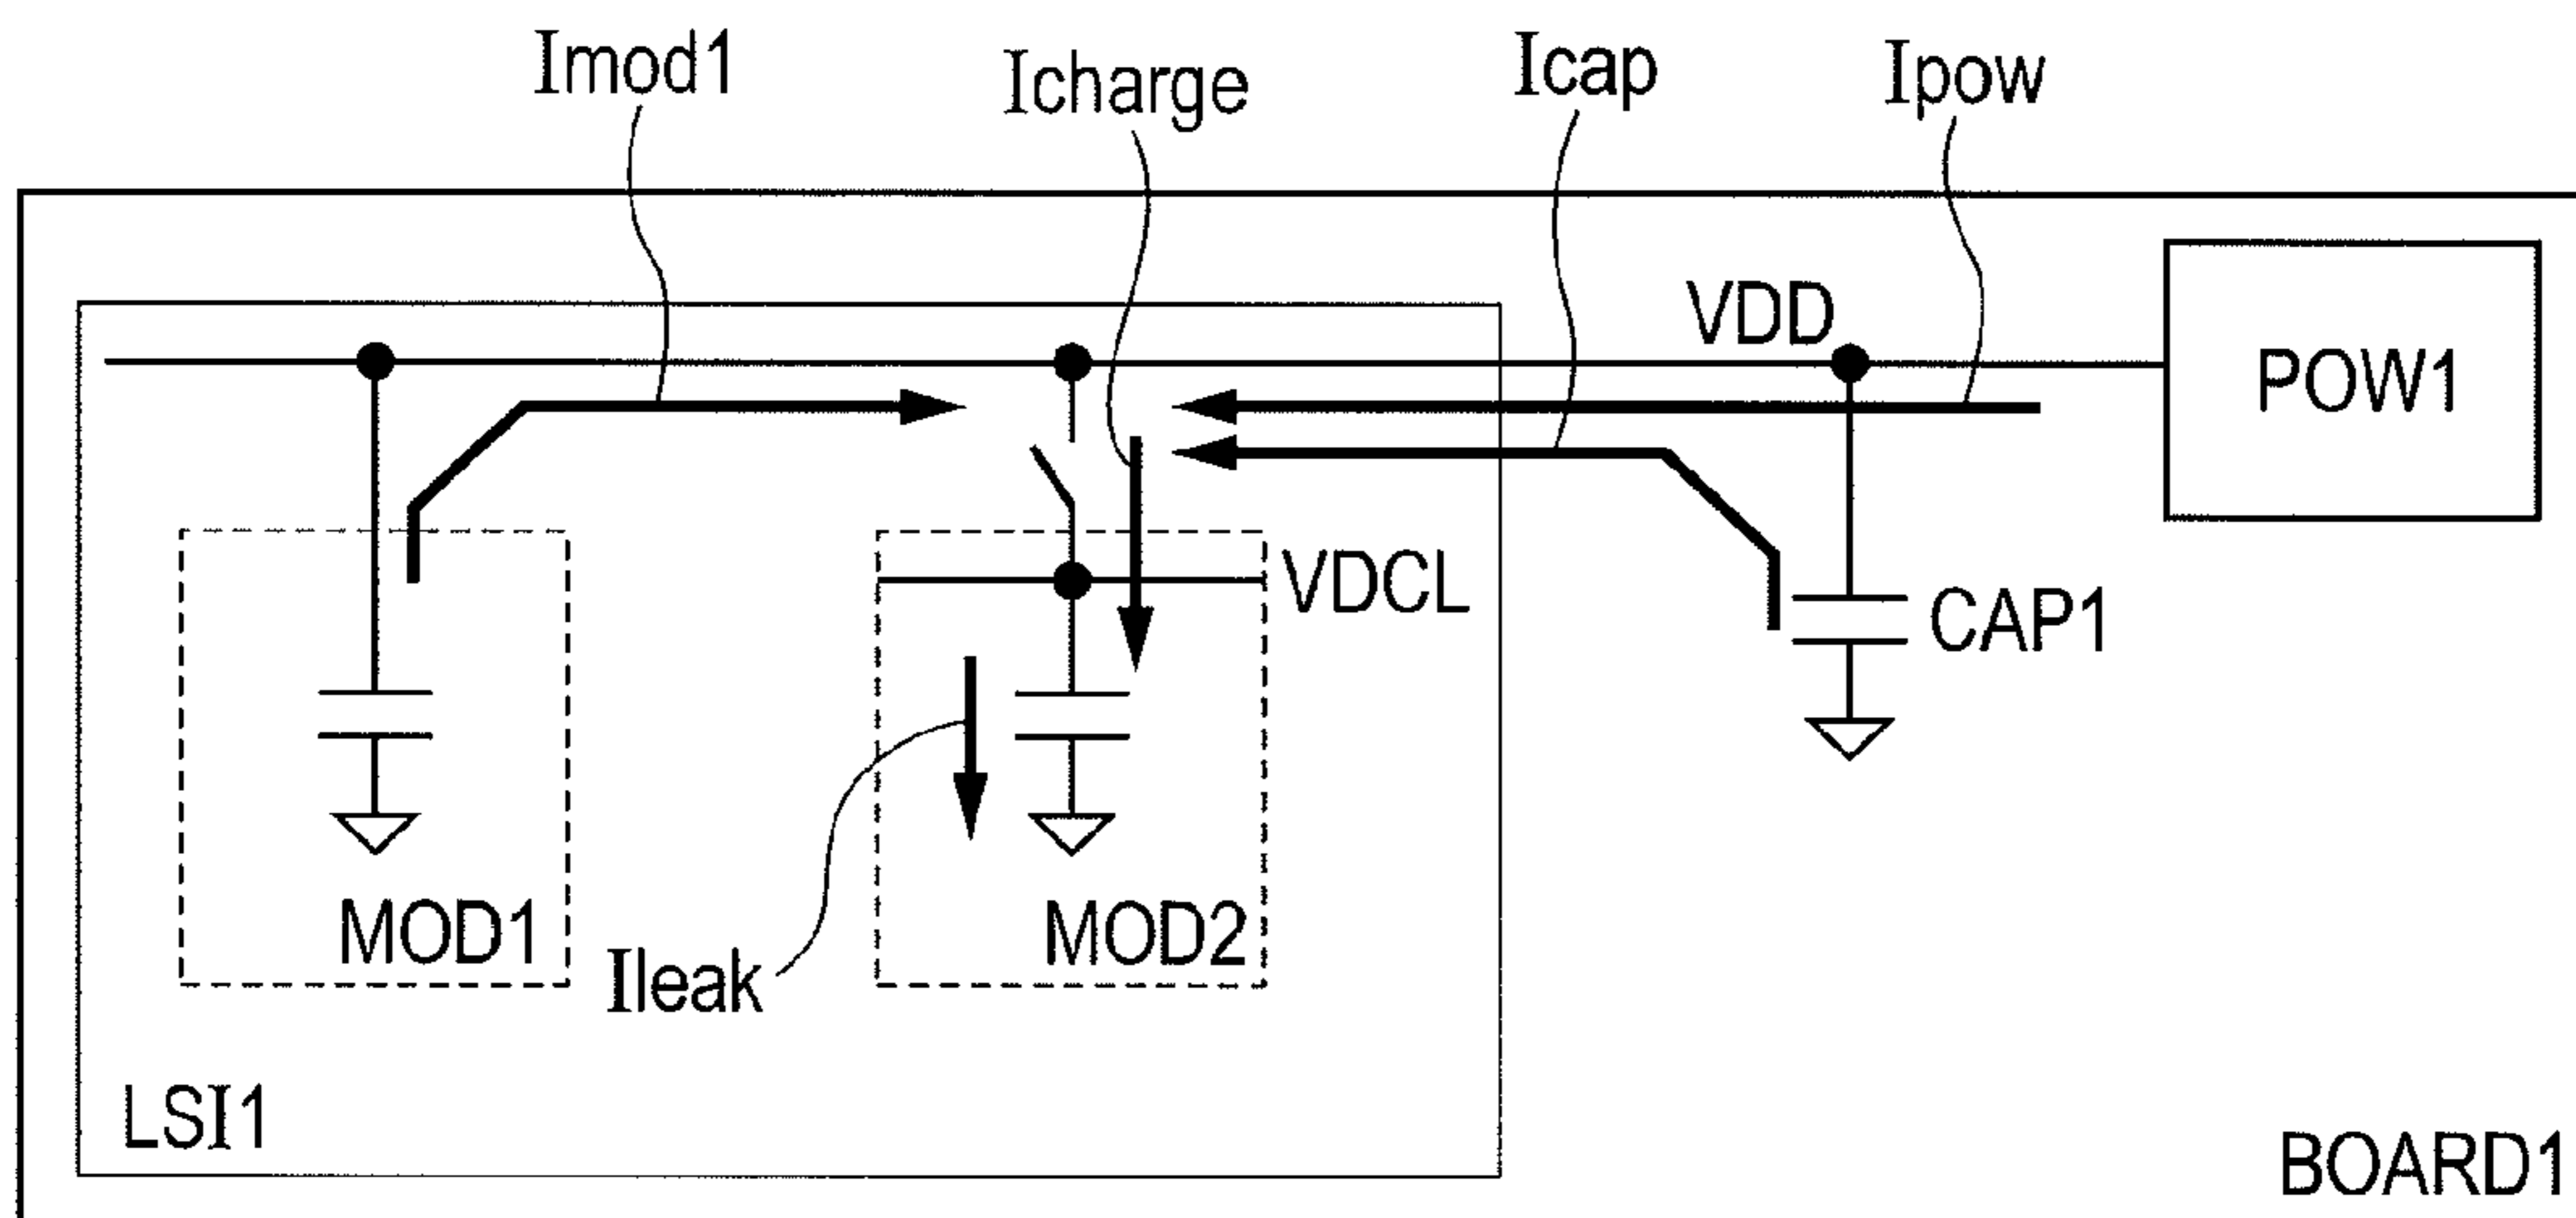 Imod1
Icharge
Icap
Ipow
VDD
POW1
VDCL
CAP1
MOD1
MOD2
Ileak
LSI1
BOARD1